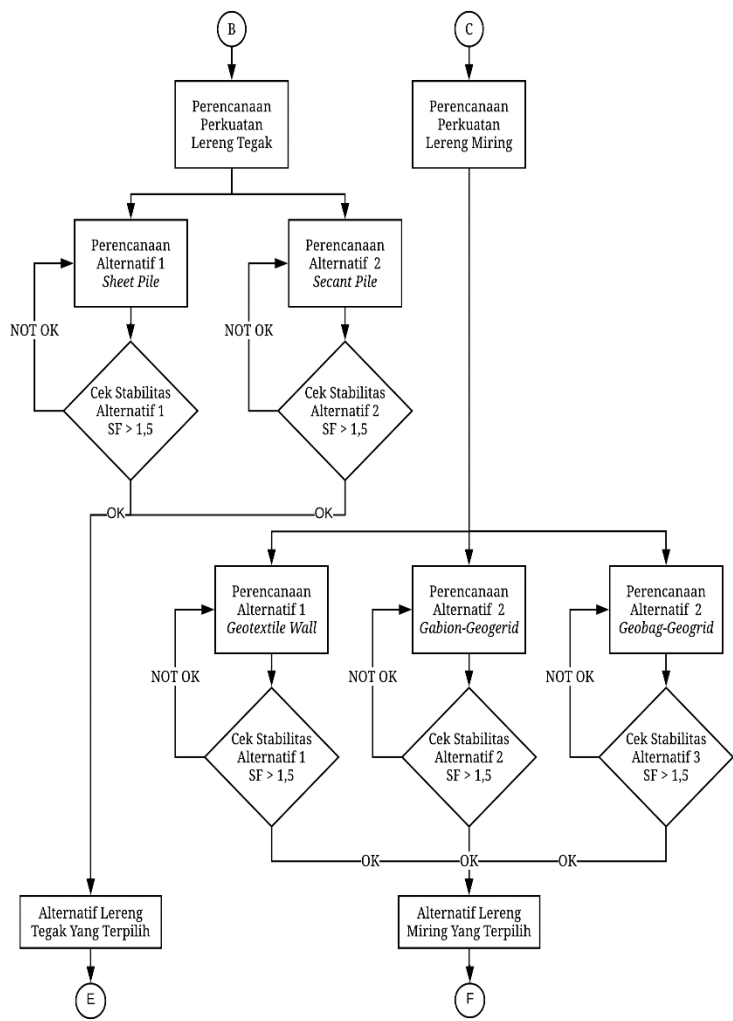 B
C
Perencanaan
Perkuatan
Lereng Tegak
Perencanaan
Perkuatan
Lereng Miring
Perencanaan
Alternatif 1
Sheet Pile
Perencanaan
Alternatif 2
Secant Pile
NOT OK
NOT OK
Cek Stabilitas
Alternatif 1
SF > 1,5
Cek Stabilitas
Alternatif 2
SF > 1,5
OK
OK
Perencanaan
Alternatif 1
Geotextile Wall
Perencanaan
Alternatif 2
Gabion-Geogerid
Perencanaan
Alternatif 2
Geobag-Geogrid
NOT OK
NOT OK
NOT OK
Cek Stabilitas
Alternatif 1
SF > 1,5
Cek Stabilitas
Alternatif 2
SF > 1,5
Cek Stabilitas
Alternatif 3
SF > 1,5
OK
OK
OK
Alternatif Lereng
Tegak Yang Terpilih
Alternatif Lereng
Miring Yang Terpilih
E
F